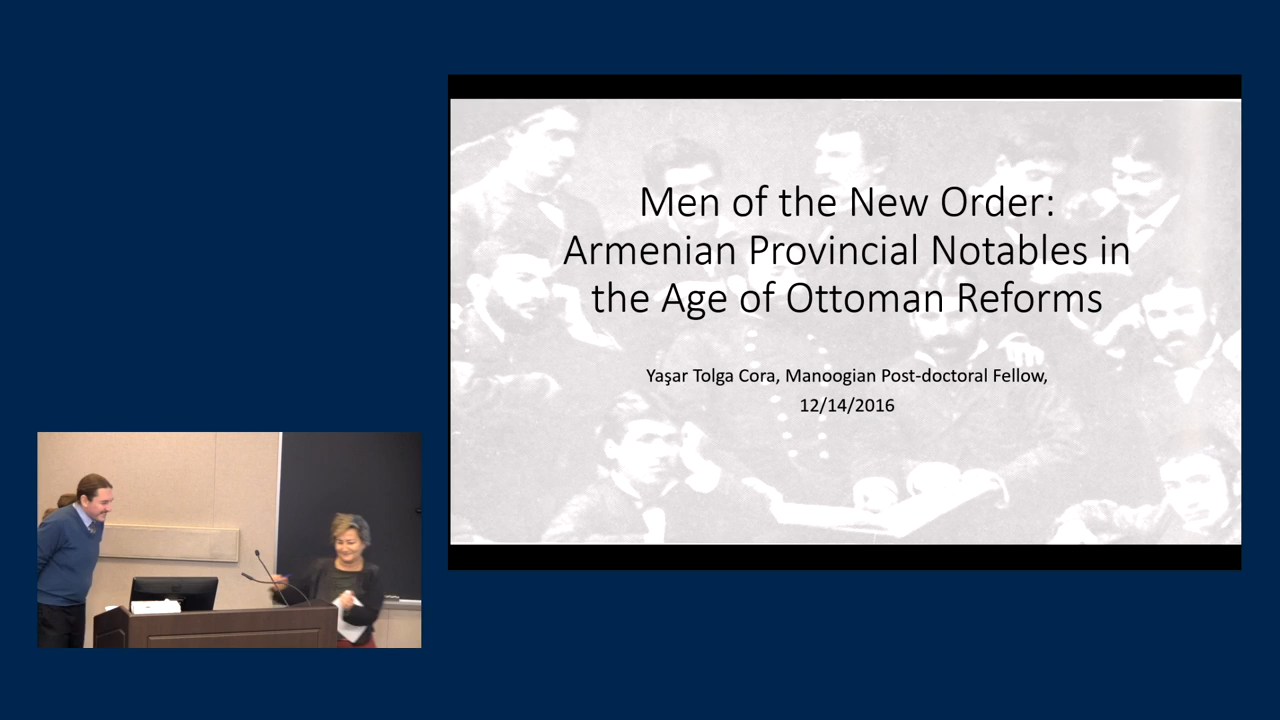 Men of the New Order:
Armenian Provincial Notables in
the Age of Ottoman Reforms
Yaşar Tolga Cora, Manoogian Post-doctoral Fellow,
12/14/2016